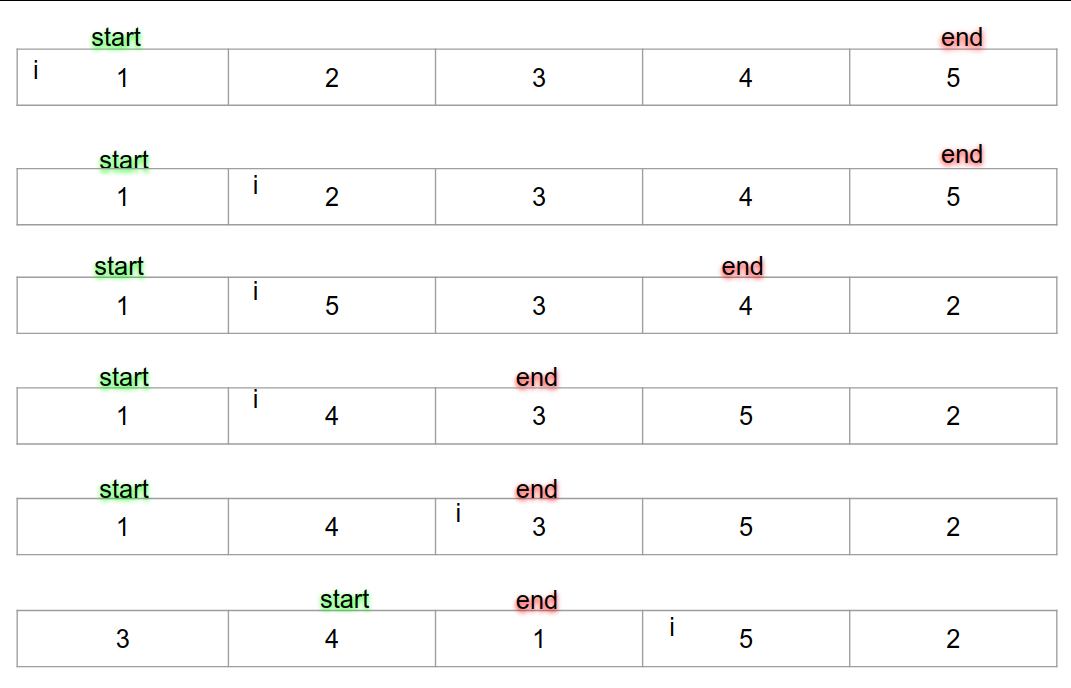 start end
i 1 2 3 4 5
start end
1 i 2 3 4 5
start end
1 i 5 3 4 2
start end
1 i 4 3 5 2
start end
1 4 i 3 5 2
start end
3 4 1 i 5 2